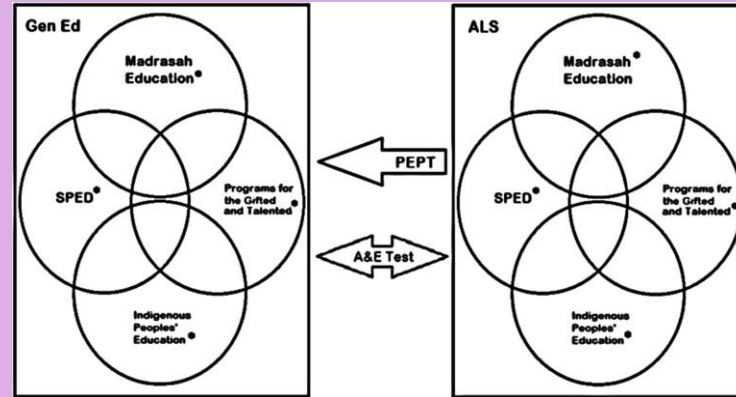 Gen Ed
Madrasah
Education*
SPED*
Programs for
the Gifted
and Talented*
Indigenous
Peoples'
Education*
PEPT
A&E Test
ALS
Madrasah*
Education
SPED*
Programs for
the Gifted
and Talented*
Indigenous
Peoples'
Education*